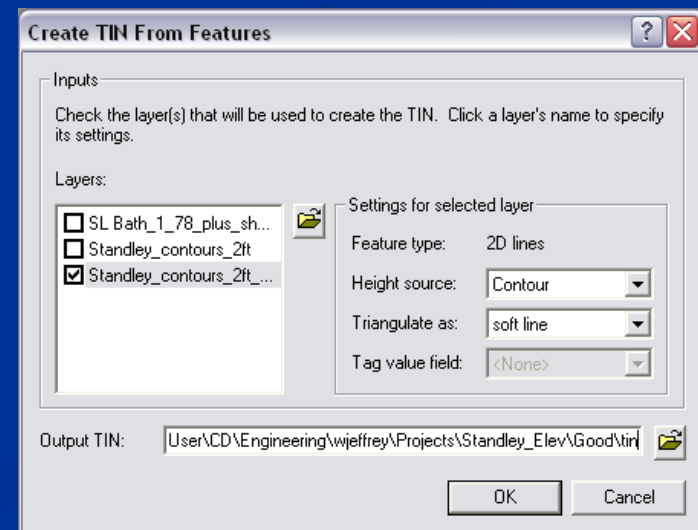 Create TIN From Features
Inputs
Check the layer(s) that will be used to create the TIN. Click a layer's name to specify
its settings.
Layers:
SL Bath_1_78_plus_sh...
Standley_contours_2ft
Standley_contours_2ft_...
Settings for selected layer
Feature type: 2D lines
Height source: Contour
Triangulate as: soft line
Tag value field: <None>
Output TIN: User\CD\Engineering\wjeffrey\Projects\Standley_Elev\Good\tin
OK Cancel